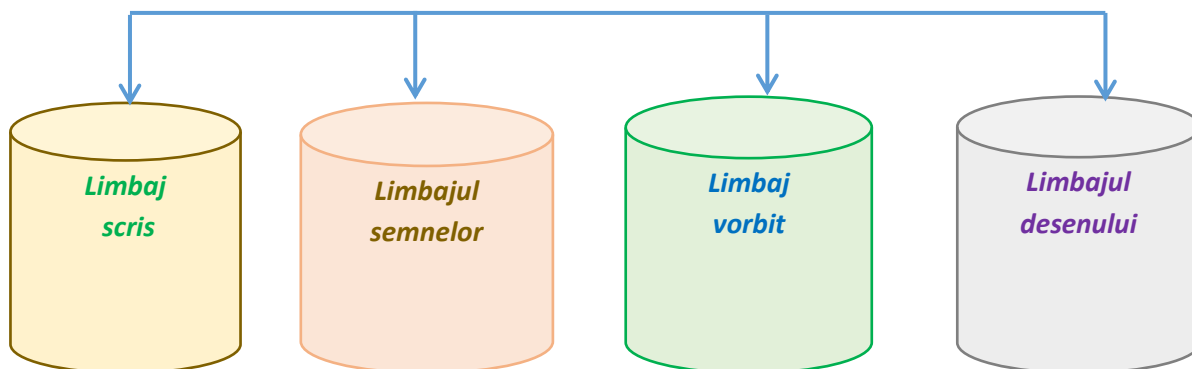 Limbaj
scris
Limbajul
semnelor
Limbaj
vorbit
Limbajul
desenului